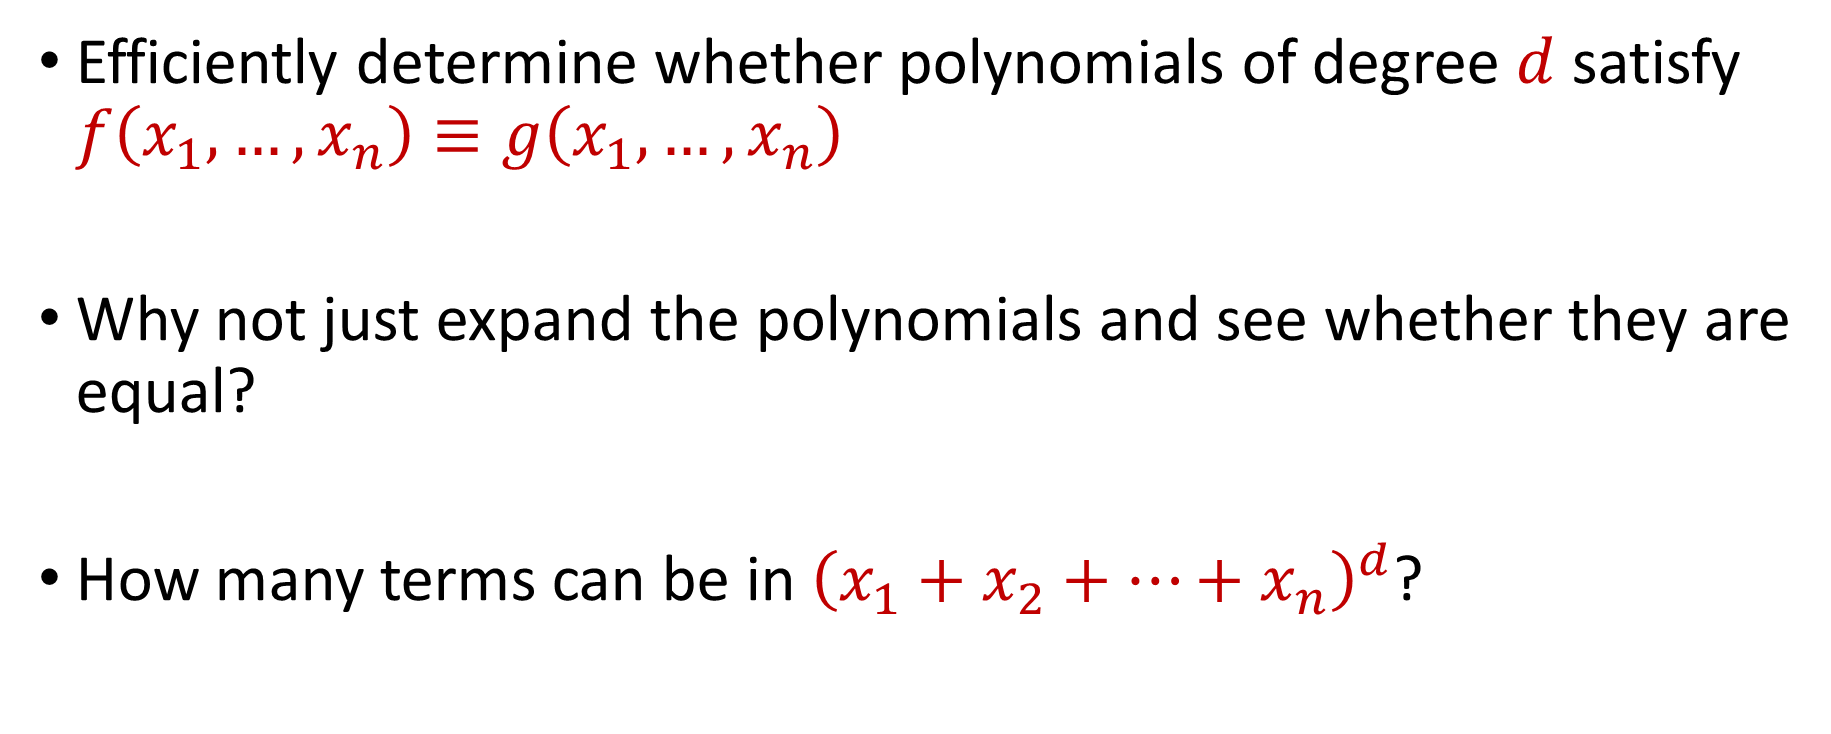 • Efficiently determine whether polynomials of degree d satisfy
f(x₁, … , xₙ) ≡ g(x₁, … , xₙ)
• Why not just expand the polynomials and see whether they are
equal?
• How many terms can be in (x₁ + x₂ + ⋯ + xₙ)ᵈ?